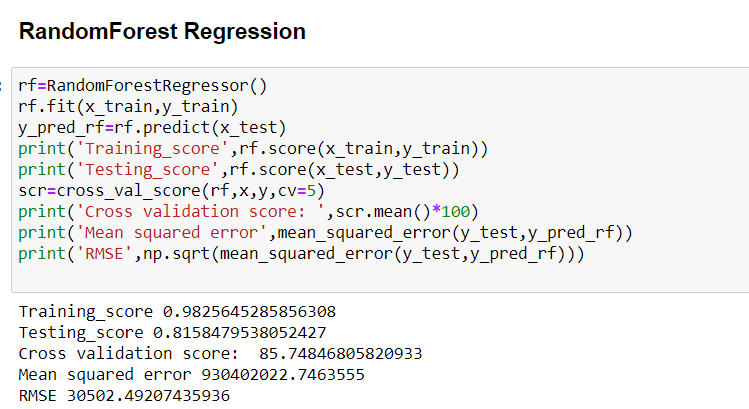 RandomForest Regression
rf=RandomForestRegressor()
rf.fit(x_train,y_train)
y_pred_rf=rf.predict(x_test)
print('Training_score',rf.score(x_train,y_train))
print('Testing_score',rf.score(x_test,y_test))
scr=cross_val_score(rf,x,y,cv=5)
print('Cross validation score: ',scr.mean()*100)
print('Mean squared error',mean_squared_error(y_test,y_pred_rf))
print('RMSE',np.sqrt(mean_squared_error(y_test,y_pred_rf)))
Training_score 0.9825645285856308
Testing_score 0.8158479538052427
Cross validation score:  85.74846805820933
Mean squared error 930402022.7463555
RMSE 30502.49207435936